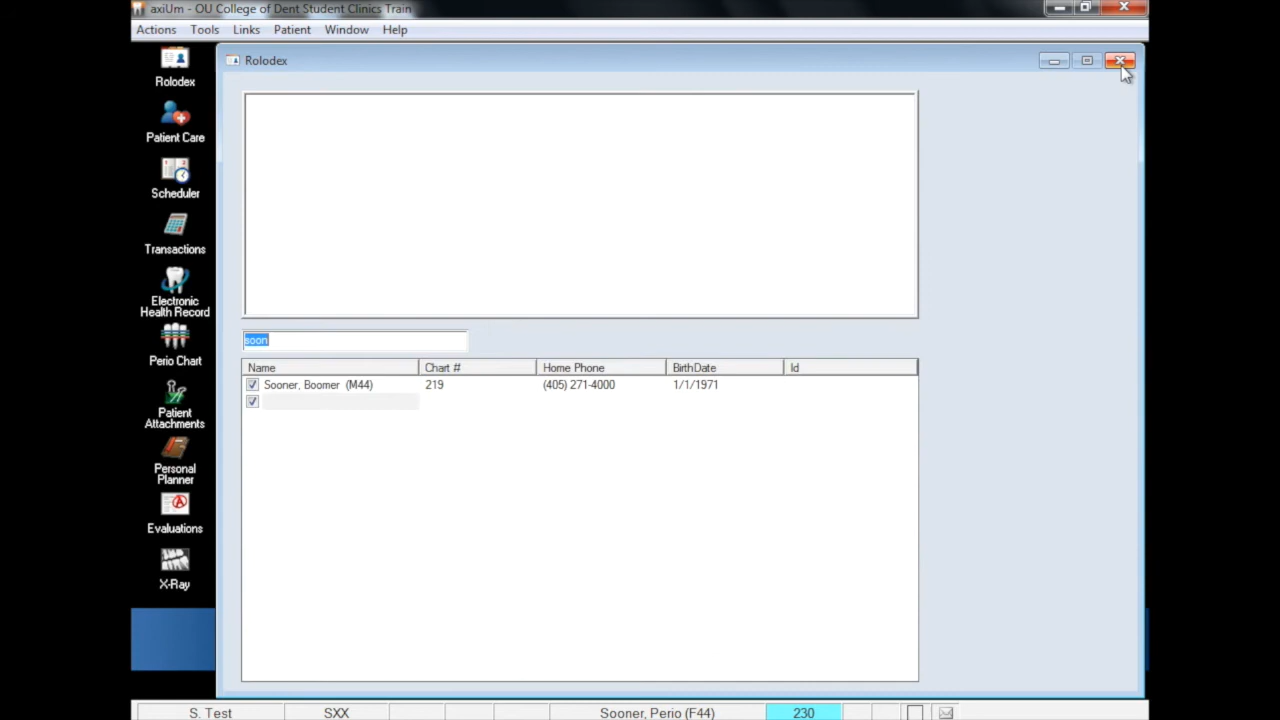 axiUm - OU College of Dent Student Clinics Train
Actions Tools Links Patient Window Help
Rolodex
Rolodex
Patient Care
Scheduler
Transactions
Electronic
Health Record
Perio Chart
Patient
Attachments
Personal
Planner
Evaluations
X-Ray
soon
Name Chart # Home Phone BirthDate Id
Sooner, Boomer (M44) 219 (405) 271-4000 1/1/1971
S. Test SXX Sooner, Perio (F44) 230